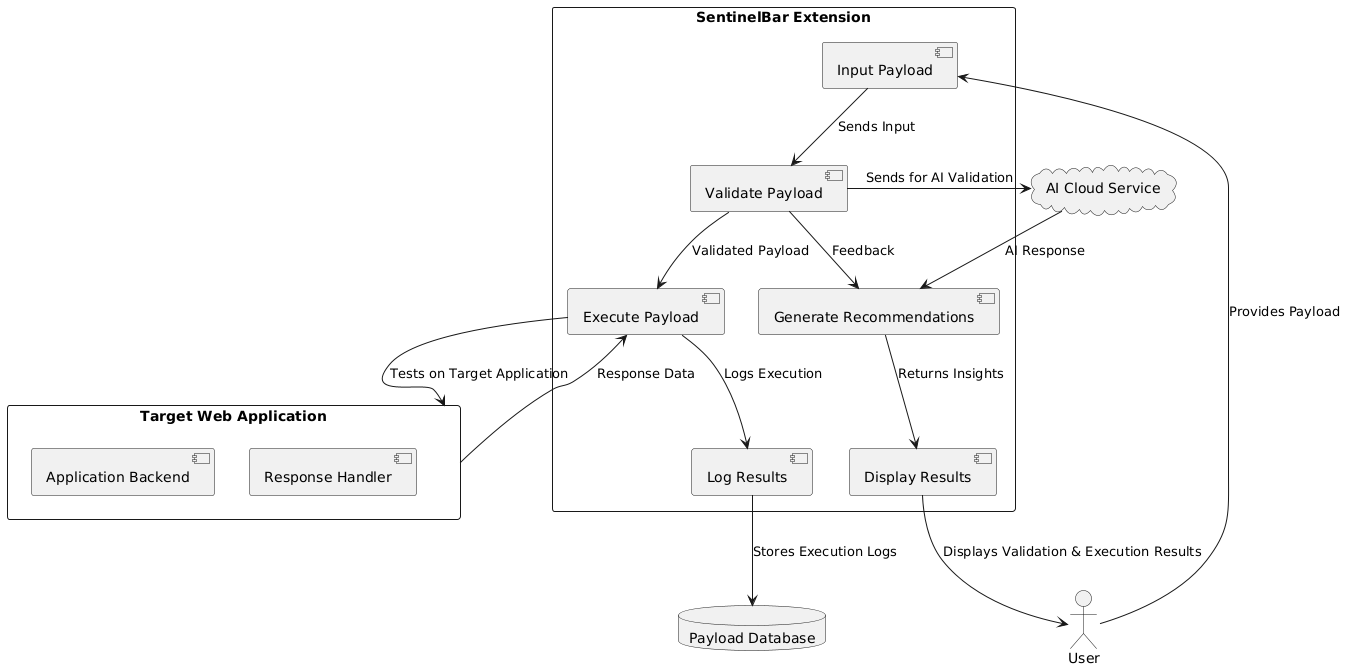 SentinelBar Extension
Input Payload
Sends Input
Validate Payload
Sends for AI Validation
AI Cloud Service
Validated Payload
Feedback
AI Response
Execute Payload
Generate Recommendations
Provides Payload
Tests on Target Application
Response Data
Logs Execution
Returns Insights
Target Web Application
Application Backend
Response Handler
Log Results
Display Results
Stores Execution Logs
Displays Validation & Execution Results
Payload Database
User